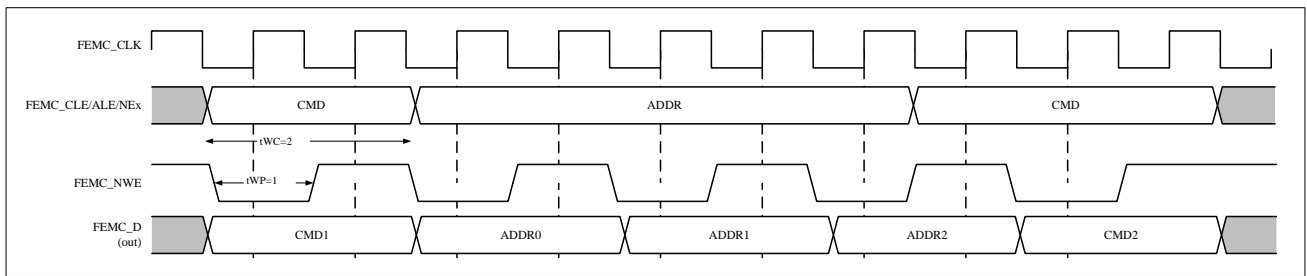 FEMC_CLK
FEMC_CLE/ALE/NEx CMD ADDR CMD
tWC=2
FEMC_NWE tWP=1
FEMC_D
(out)
CMD1 ADDR0 ADDR1 ADDR2 CMD2